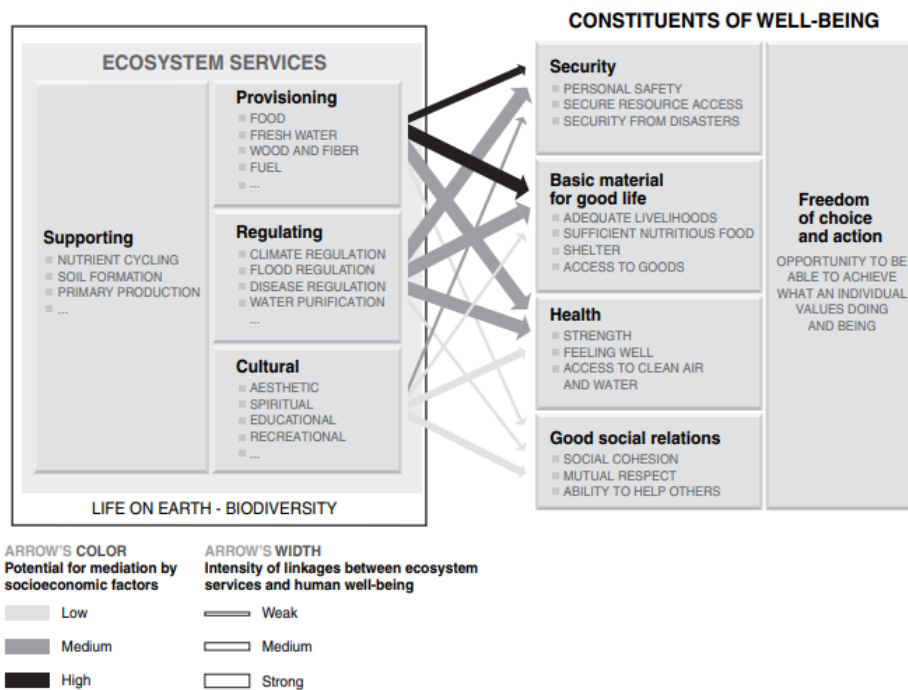 CONSTITUENTS OF WELL-BEING
ECOSYSTEM SERVICES
Supporting
NUTRIENT CYCLING
SOIL FORMATION
PRIMARY PRODUCTION
...
Provisioning
FOOD
FRESH WATER
WOOD AND FIBER
FUEL
...
Regulating
CLIMATE REGULATION
FLOOD REGULATION
DISEASE REGULATION
WATER PURIFICATION
...
Cultural
AESTHETIC
SPIRITUAL
EDUCATIONAL
RECREATIONAL
...
LIFE ON EARTH - BIODIVERSITY
Security
PERSONAL SAFETY
SECURE RESOURCE ACCESS
SECURITY FROM DISASTERS
Basic material
for good life
ADEQUATE LIVELIHOODS
SUFFICIENT NUTRITIOUS FOOD
SHELTER
ACCESS TO GOODS
Health
STRENGTH
FEELING WELL
ACCESS TO CLEAN AIR
AND WATER
Good social relations
SOCIAL COHESION
MUTUAL RESPECT
ABILITY TO HELP OTHERS
Freedom
of choice
and action
OPPORTUNITY TO BE
ABLE TO ACHIEVE
WHAT AN INDIVIDUAL
VALUES DOING
AND BEING
ARROW'S COLOR
Potential for mediation by
socioeconomic factors
Low
Medium
High
ARROW'S WIDTH
Intensity of linkages between ecosystem
services and human well-being
Weak
Medium
Strong